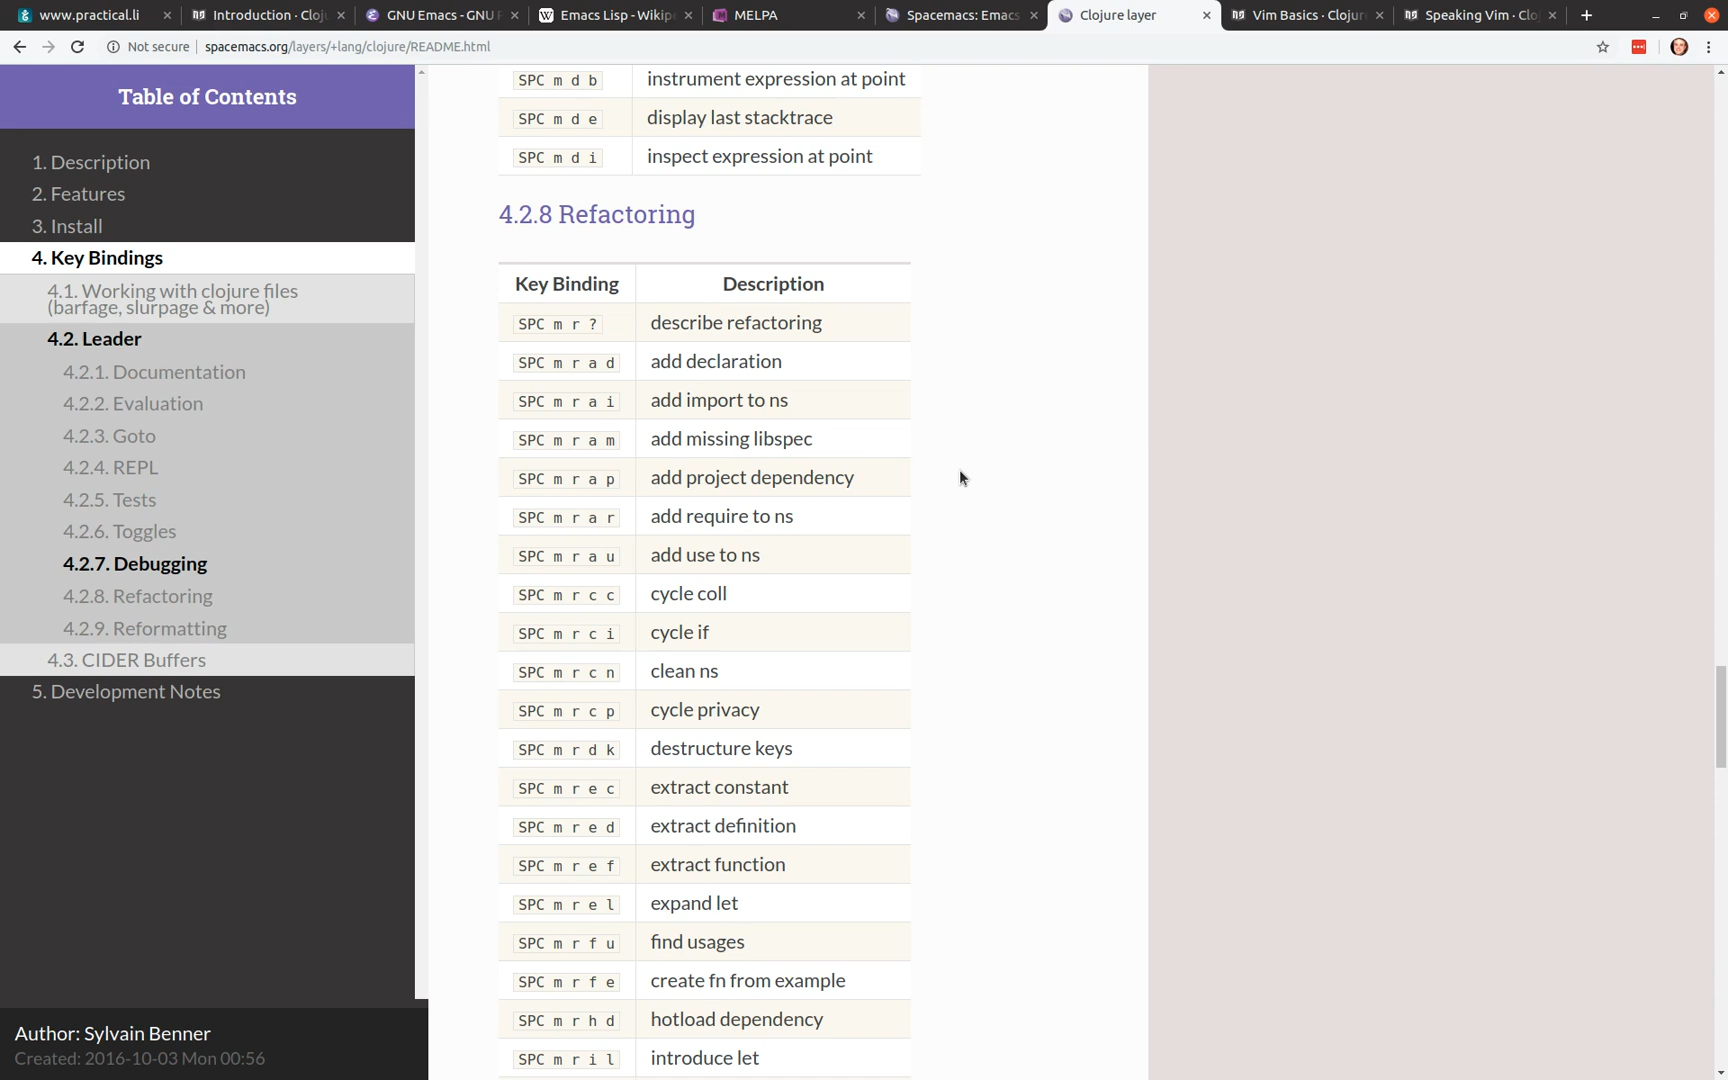 www.practical.li
Introduction · Cloj
GNU Emacs - GNU P
Emacs Lisp - Wikipe
MELPA
Spacemacs: Emacs
Clojure layer
Vim Basics · Clojure
Speaking Vim · Clo
Not secure
spacemacs.org/layers/+lang/clojure/README.html
Table of Contents
1. Description
2. Features
3. Install
4. Key Bindings
4.1. Working with clojure files
(barfage, slurpage & more)
4.2. Leader
4.2.1. Documentation
4.2.2. Evaluation
4.2.3. Goto
4.2.4. REPL
4.2.5. Tests
4.2.6. Toggles
4.2.7. Debugging
4.2.8. Refactoring
4.2.9. Reformatting
4.3. CIDER Buffers
5. Development Notes
Author: Sylvain Benner
Created: 2016-10-03 Mon 00:56
SPC m d b instrument expression at point
SPC m d e display last stacktrace
SPC m d i inspect expression at point
4.2.8 Refactoring
Key Binding Description
SPC m r ? describe refactoring
SPC m r a d add declaration
SPC m r a i add import to ns
SPC m r a m add missing libspec
SPC m r a p add project dependency
SPC m r a r add require to ns
SPC m r a u add use to ns
SPC m r c c cycle coll
SPC m r c i cycle if
SPC m r c n clean ns
SPC m r c p cycle privacy
SPC m r d k destructure keys
SPC m r e c extract constant
SPC m r e d extract definition
SPC m r e f extract function
SPC m r e l expand let
SPC m r f u find usages
SPC m r f e create fn from example
SPC m r h d hotload dependency
SPC m r i l introduce let